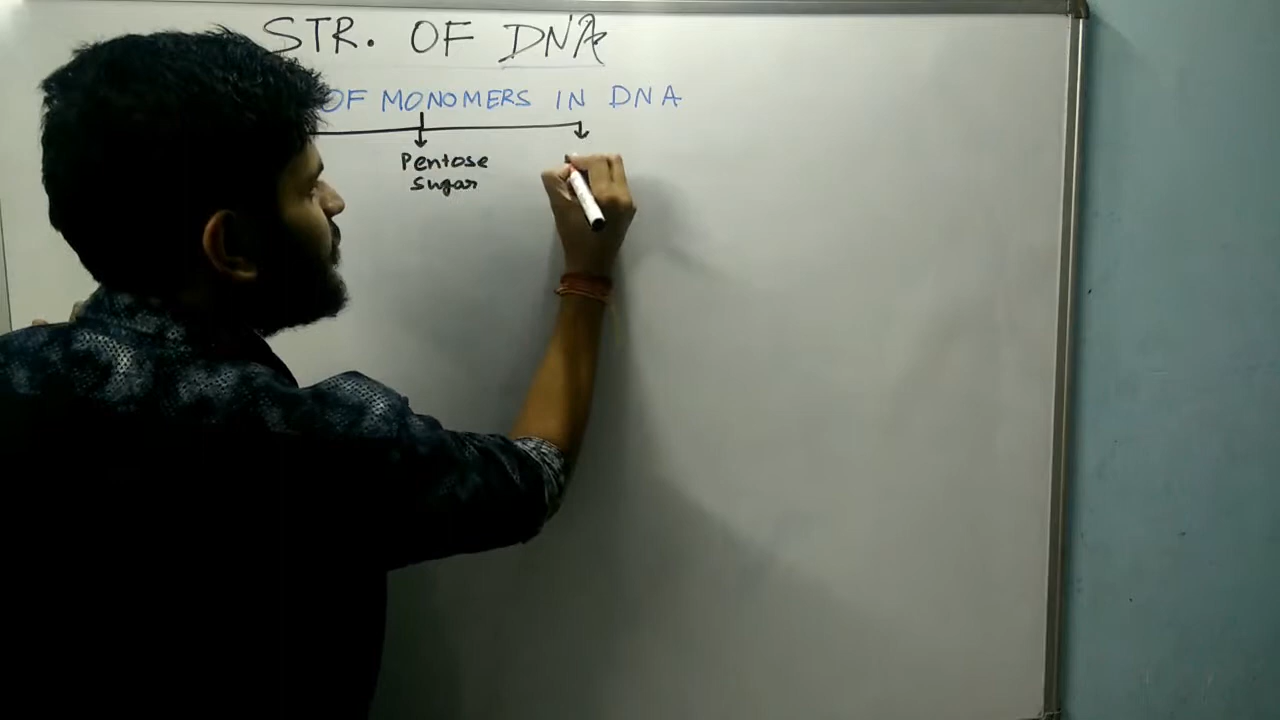 STR. OF DNA
OF MONOMERS IN DNA
Pentose
Sugar